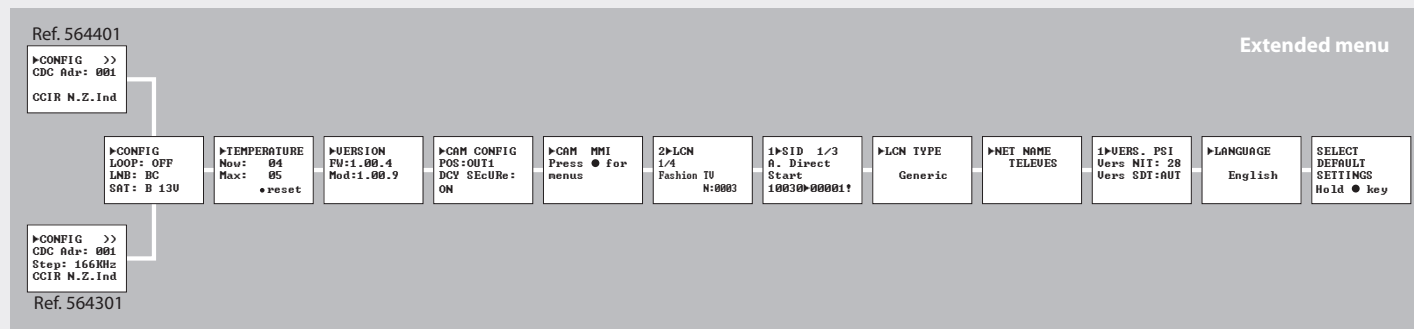 Ref. 564401
Extended menu
▶CONFIG >>
CDC Adr: 001
CCIR N.Z.Ind
▶CONFIG
LOOP: OFF
LNB: BC
SAT: B 13V
▶TEMPERATURE
Now: 04
Max: 05
●reset
▶VERSION
FW:1.00.4
Mod:1.00.9
▶CAM CONFIG
POS:OUT1
DCY SEcURe:
ON
▶CAM MMI
Press ● for
menus
2▶LCN
1/4
Fashion TV
N:0003
1▶SID 1/3
A. Direct
Start
10030▶00001!
▶LCN TYPE
Generic
▶NET NAME
TELEVES
1▶VERS. PSI
Vers NIT: 28
Vers SDT:AUT
▶LANGUAGE
English
SELECT
DEFAULT
SETTINGS
Hold ● key
▶CONFIG >>
CDC Adr: 001
Step: 166KHz
CCIR N.Z.Ind
Ref. 564301